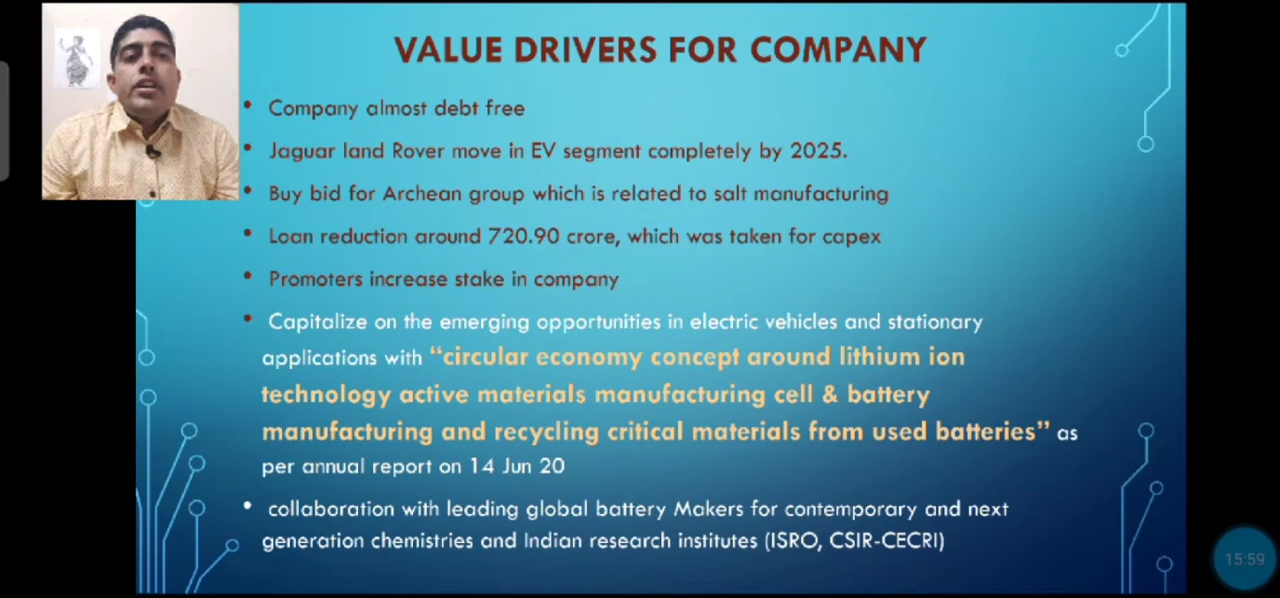 VALUE DRIVERS FOR COMPANY
• Company almost debt free
• Jaguar land Rover move in EV segment completely by 2025.
• Buy bid for Archean group which is related to salt manufacturing
• Loan reduction around 720.90 crore, which was taken for capex
• Promoters increase stake in company
• Capitalize on the emerging opportunities in electric vehicles and stationary
applications with “circular economy concept around lithium ion
technology active materials manufacturing cell & battery
manufacturing and recycling critical materials from used batteries” as
per annual report on 14 Jun 20
• collaboration with leading global battery Makers for contemporary and next
generation chemistries and Indian research institutes (ISRO, CSIR-CECRI)
15:59